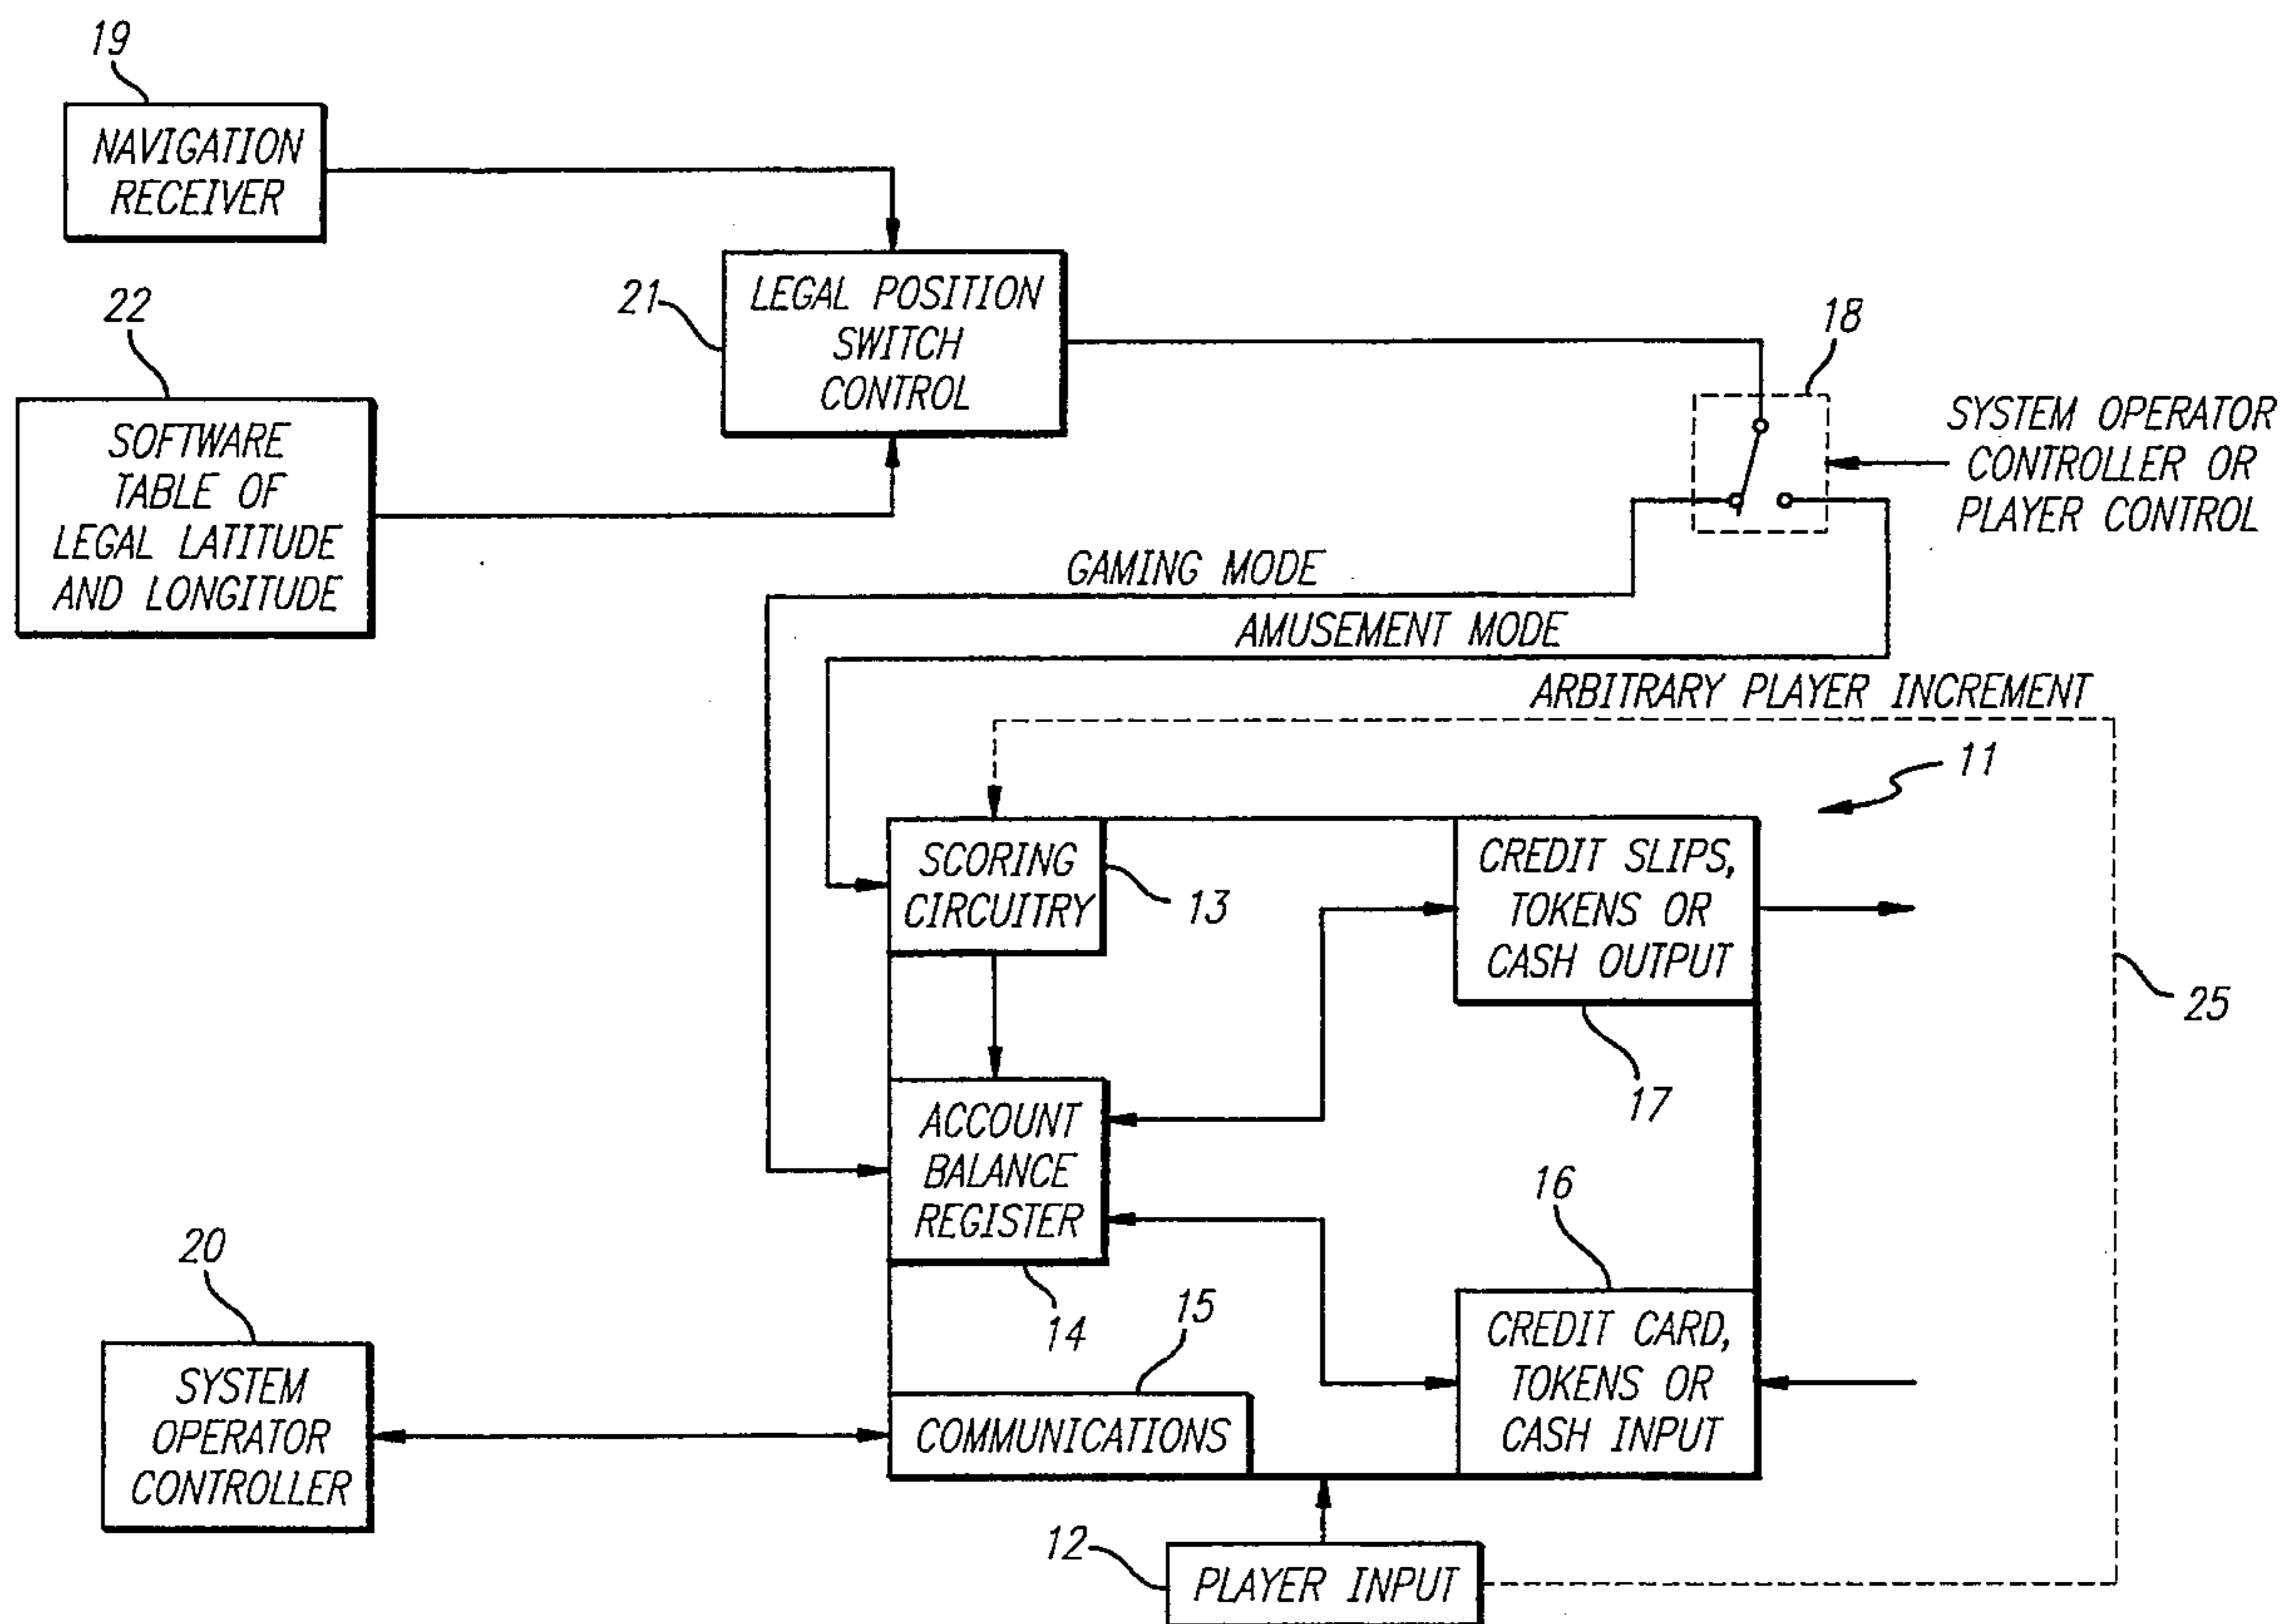 19
NAVIGATION
RECEIVER
22
SOFTWARE
TABLE OF
LEGAL LATITUDE
AND LONGITUDE
21
LEGAL POSITION
SWITCH
CONTROL
18
SYSTEM OPERATOR
CONTROLLER OR
PLAYER CONTROL
GAMING MODE
AMUSEMENT MODE
ARBITRARY PLAYER INCREMENT
11
SCORING
CIRCUITRY
13
CREDIT SLIPS,
TOKENS OR
CASH OUTPUT
17
25
ACCOUNT
BALANCE
REGISTER
14
16
CREDIT CARD,
TOKENS OR
CASH INPUT
15
COMMUNICATIONS
20
SYSTEM
OPERATOR
CONTROLLER
12
PLAYER INPUT